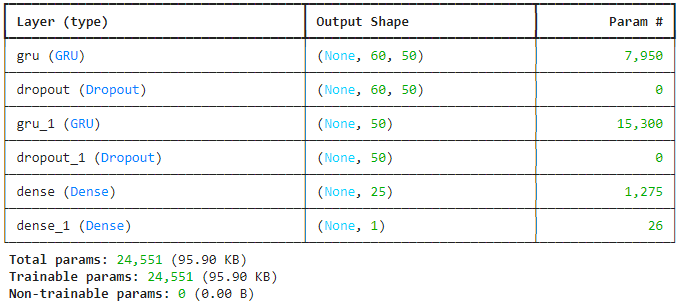 Layer (type) Output Shape Param #
gru (GRU) (None, 60, 50) 7,950
dropout (Dropout) (None, 60, 50) 0
gru_1 (GRU) (None, 50) 15,300
dropout_1 (Dropout) (None, 50) 0
dense (Dense) (None, 25) 1,275
dense_1 (Dense) (None, 1) 26
Total params: 24,551 (95.90 KB)
Trainable params: 24,551 (95.90 KB)
Non-trainable params: 0 (0.00 B)